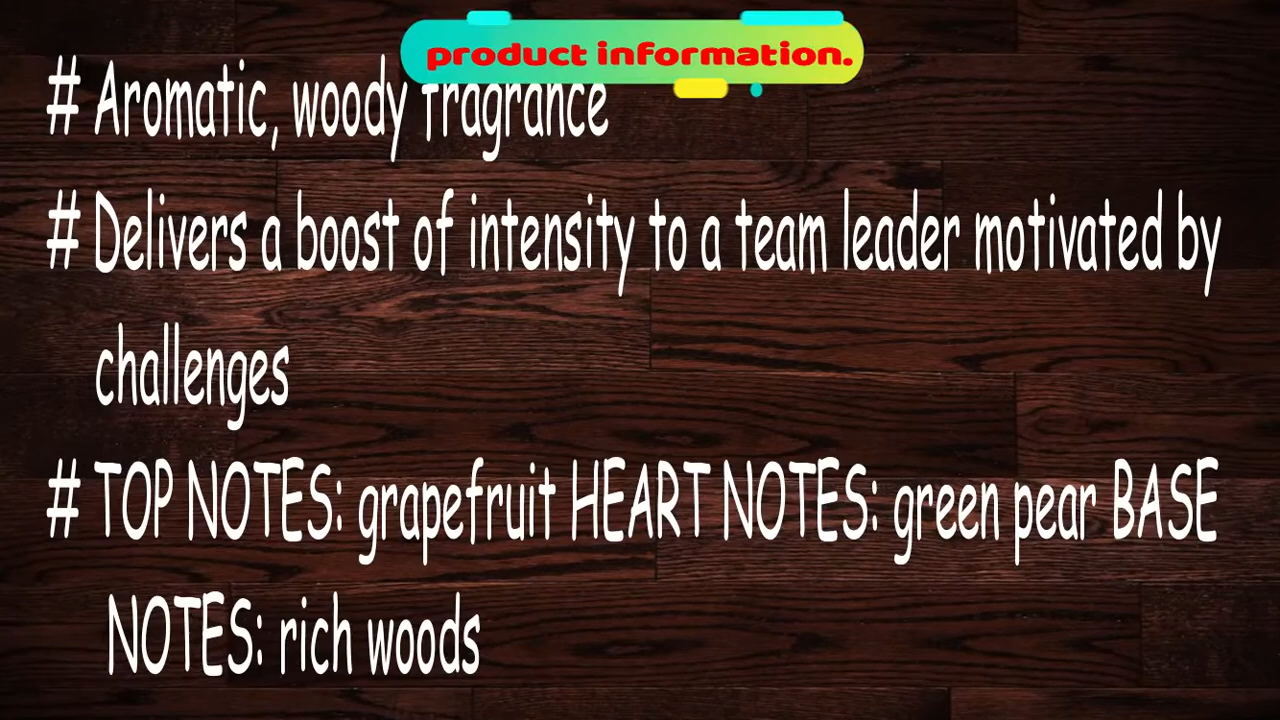 product information.
# Aromatic, woody fragrance
# Delivers a boost of intensity to a team leader motivated by
challenges
# TOP NOTES: grapefruit HEART NOTES: green pear BASE
NOTES: rich woods